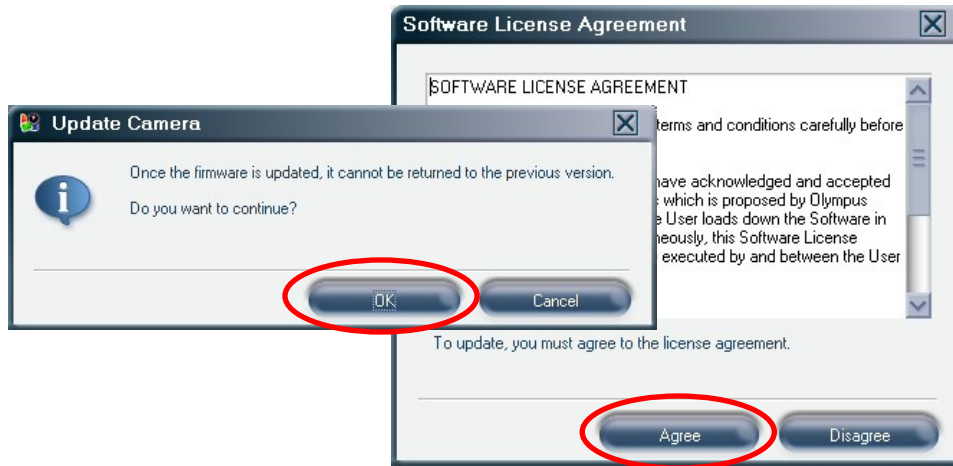 Software License Agreement
SOFTWARE LICENSE AGREEMENT
terms and conditions carefully before
have acknowledged and accepted
which is proposed by Olympus
User loads down the Software in
this Software License
executed by and between the User
To update, you must agree to the license agreement.
Agree Disagree
Update Camera
Once the firmware is updated, it cannot be returned to the previous version.
Do you want to continue?
OK Cancel